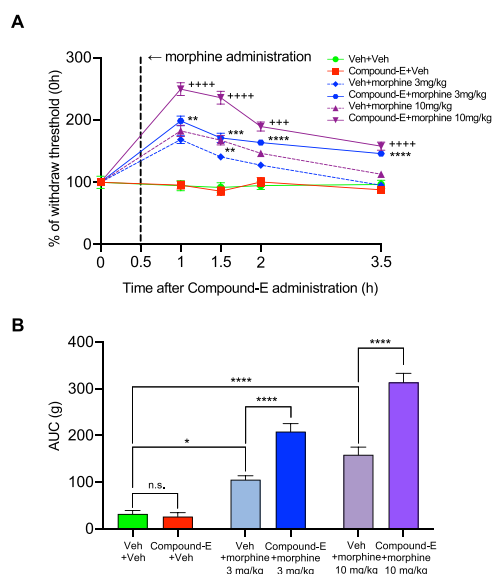 A
← morphine administration
Veh+Veh
Compound-E+Veh
Veh+morphine 3mg/kg
Compound-E+morphine 3mg/kg
Veh+morphine 10mg/kg
Compound-E+morphine 10mg/kg
% of withdraw threshold (0h)
300
200
100
0
++++
++++
+++
++++
**
***
****
****
**
0 0.5 1 1.5 2 3.5
Time after Compound-E administration (h)
B
AUC (g)
400
300
200
100
0
****
****
****
*
n.s.
Veh
+Veh
Compound-E
+Veh
Veh
+morphine
3 mg/kg
Compound-E
+morphine
3 mg/kg
Veh
+morphine
10 mg/kg
Compound-E
+morphine
10 mg/kg